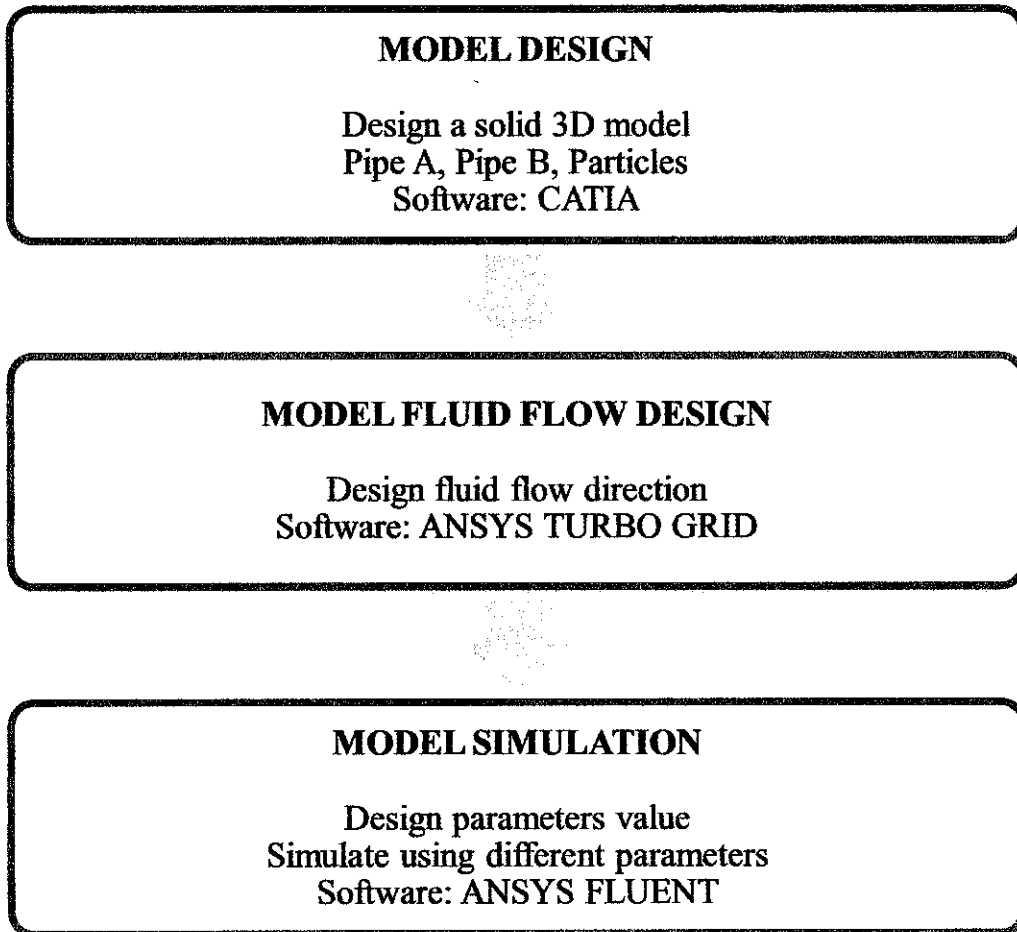 MODEL DESIGN
Design a solid 3D model
Pipe A, Pipe B, Particles
Software: CATIA
MODEL FLUID FLOW DESIGN
Design fluid flow direction
Software: ANSYS TURBO GRID
MODEL SIMULATION
Design parameters value
Simulate using different parameters
Software: ANSYS FLUENT